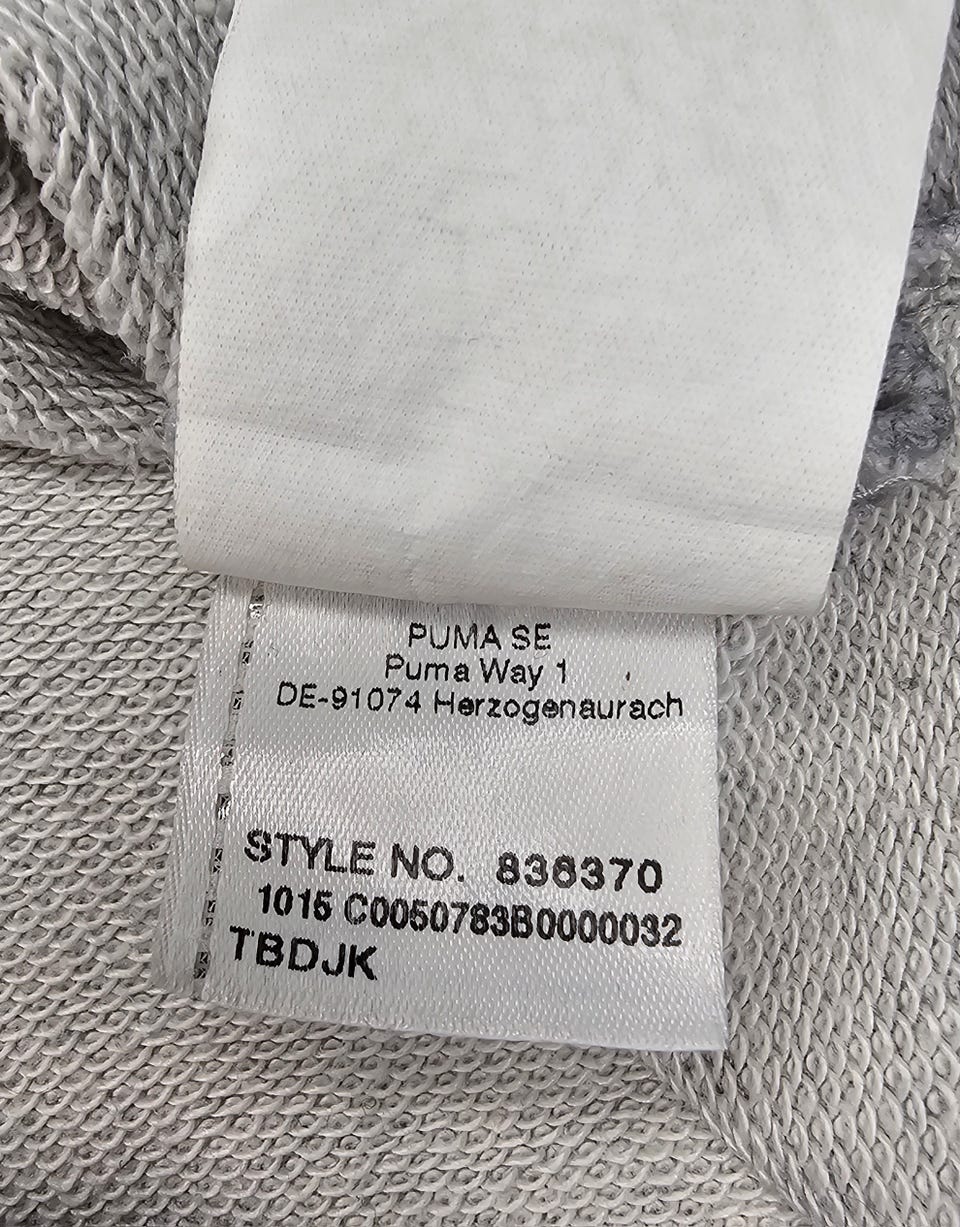 PUMA SE
Puma Way 1
DE-91074 Herzogenaurach
STYLE NO. 836370
1015 C0050783B0000032
TBDJK